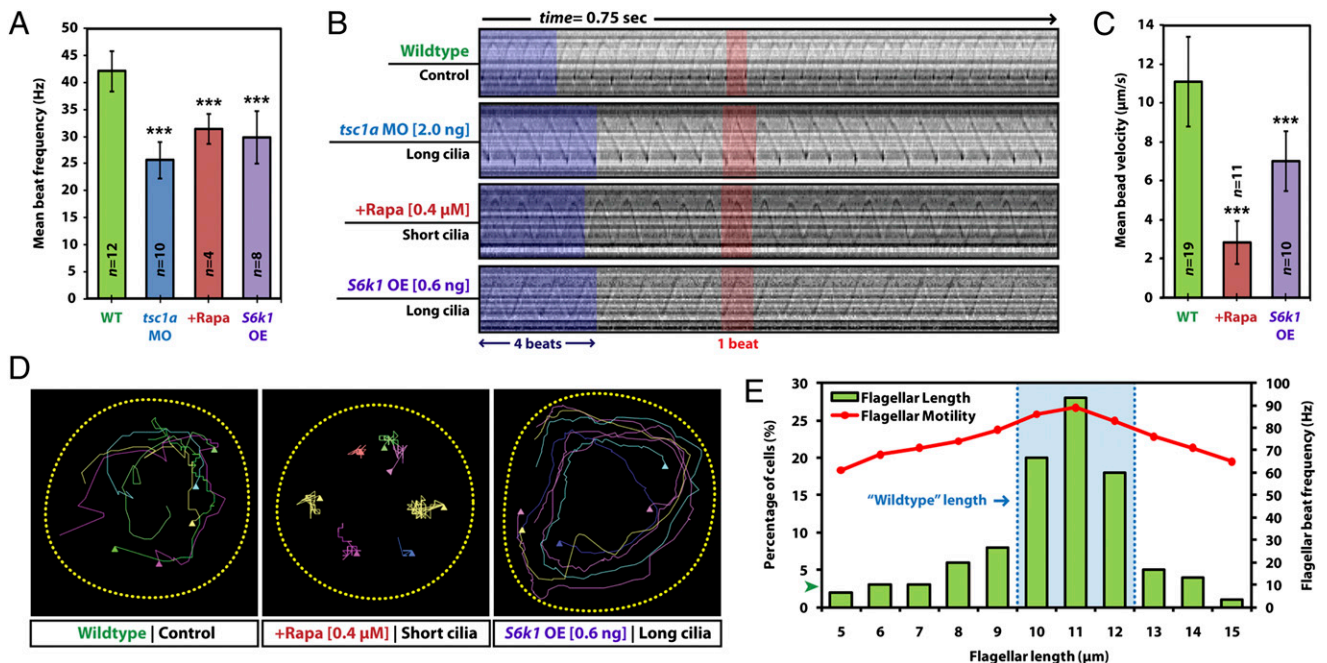 A
Mean beat frequency (Hz)
50
45
40
35
30
25
20
15
10
5
0
***
***
***
n=12
n=10
n=4
n=8
WT
tsc1a MO
+Rapa
S6k1 OE
B
time= 0.75 sec
Wildtype
Control
tsc1a MO [2.0 ng]
Long cilia
+Rapa [0.4 µM]
Short cilia
S6k1 OE [0.6 ng]
Long cilia
4 beats
1 beat
C
Mean bead velocity (µm/s)
14
12
10
8
6
4
2
0
***
***
n=19
n=11
n=10
WT
+Rapa
S6k1 OE
D
Wildtype | Control
+Rapa [0.4 µM] | Short cilia
S6k1 OE [0.6 ng] | Long cilia
E
Percentage of cells (%)
30
25
20
15
10
5
0
Flagellar Length
Flagellar Motility
"Wildtype" length
100
90
80
70
60
50
40
30
20
10
0
Flagellar beat frequency (Hz)
5 6 7 8 9 10 11 12 13 14 15
Flagellar length (µm)